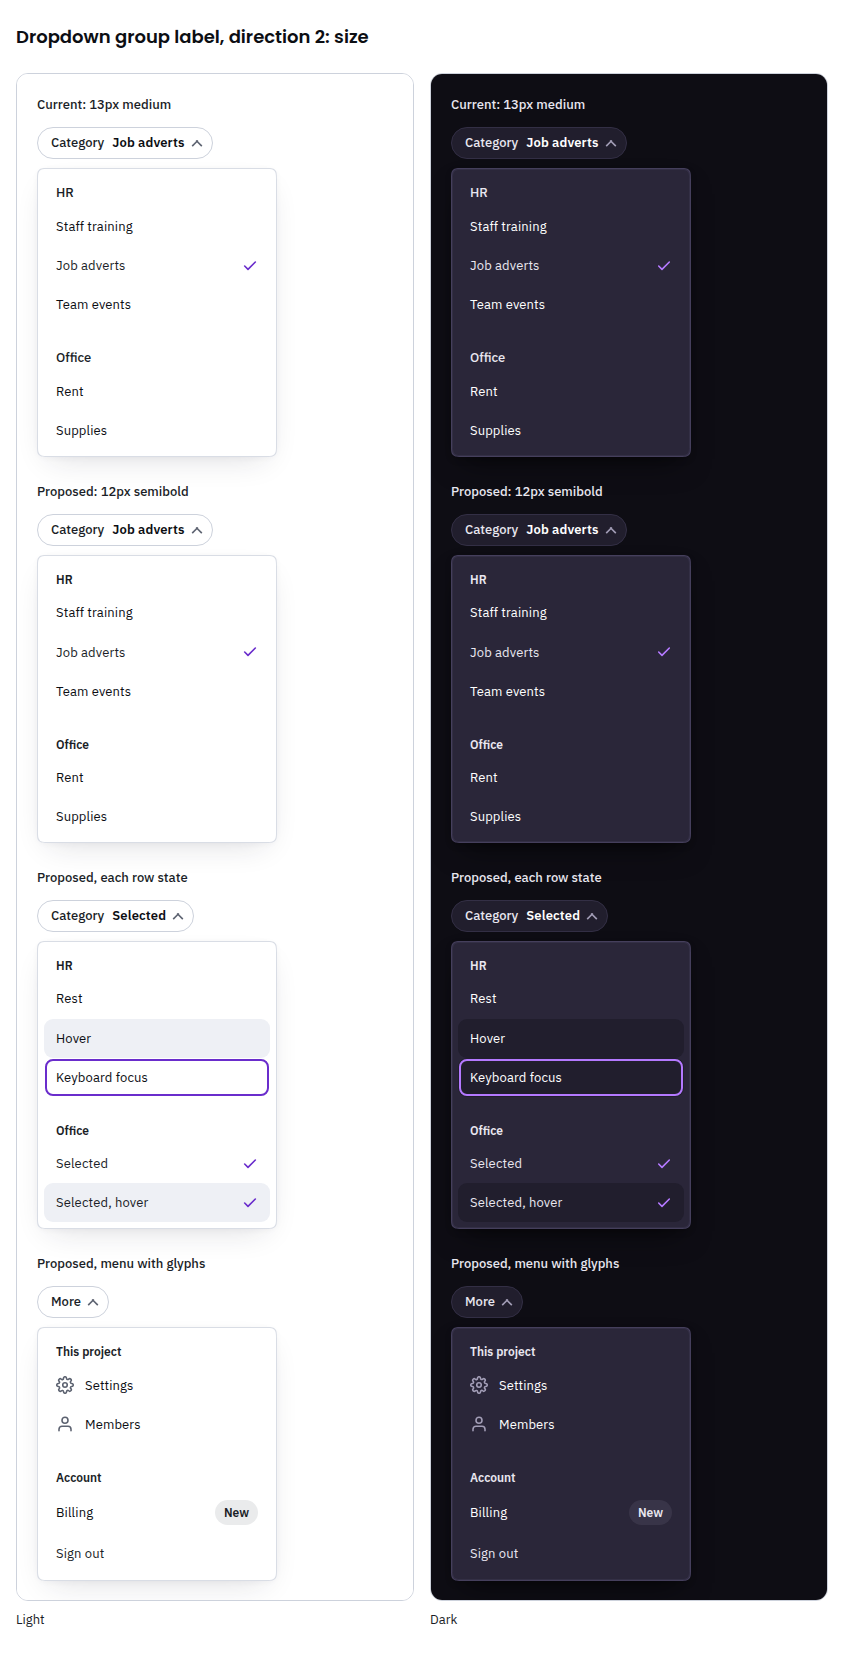 Dropdown group label, direction 2: size
Current: 13px medium
Category Job adverts
HR
Staff training
Job adverts
Team events
Office
Rent
Supplies
Proposed: 12px semibold
Category Job adverts
HR
Staff training
Job adverts
Team events
Office
Rent
Supplies
Proposed, each row state
Category Selected
HR
Rest
Hover
Keyboard focus
Office
Selected
Selected, hover
Proposed, menu with glyphs
More
This project
Settings
Members
Account
Billing New
Sign out
Light
Current: 13px medium
Category Job adverts
HR
Staff training
Job adverts
Team events
Office
Rent
Supplies
Proposed: 12px semibold
Category Job adverts
HR
Staff training
Job adverts
Team events
Office
Rent
Supplies
Proposed, each row state
Category Selected
HR
Rest
Hover
Keyboard focus
Office
Selected
Selected, hover
Proposed, menu with glyphs
More
This project
Settings
Members
Account
Billing New
Sign out
Dark